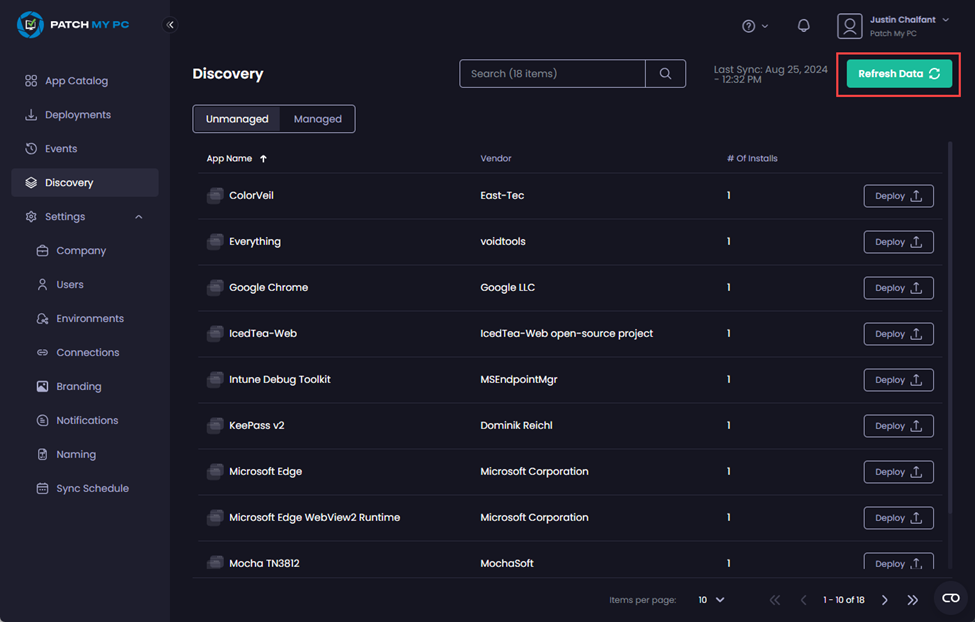 PATCH MY PC
Justin Chalfant
Patch My PC
App Catalog
Deployments
Events
Discovery
Settings
Company
Users
Environments
Connections
Branding
Notifications
Naming
Sync Schedule
Discovery
Search (18 items)
Last Sync: Aug 25, 2024
- 12:32 PM
Refresh Data
Unmanaged Managed
App Name Vendor # Of Installs
ColorVeil East-Tec 1 Deploy
Everything voidtools 1 Deploy
Google Chrome Google LLC 1 Deploy
IcedTea-Web IcedTea-Web open-source project 1 Deploy
Intune Debug Toolkit MSEndpointMgr 1 Deploy
KeePass v2 Dominik Reichl 1 Deploy
Microsoft Edge Microsoft Corporation 1 Deploy
Microsoft Edge WebView2 Runtime Microsoft Corporation 1 Deploy
Mocha TN3812 MochaSoft 1 Deploy
Items per page: 10 1 - 10 of 18